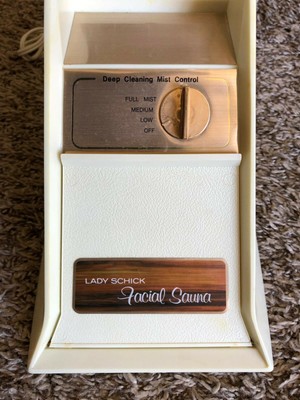 Deep Cleaning Mist Control
FULL MIST
MEDIUM
LOW
OFF
LADY SCHICK
Facial Sauna